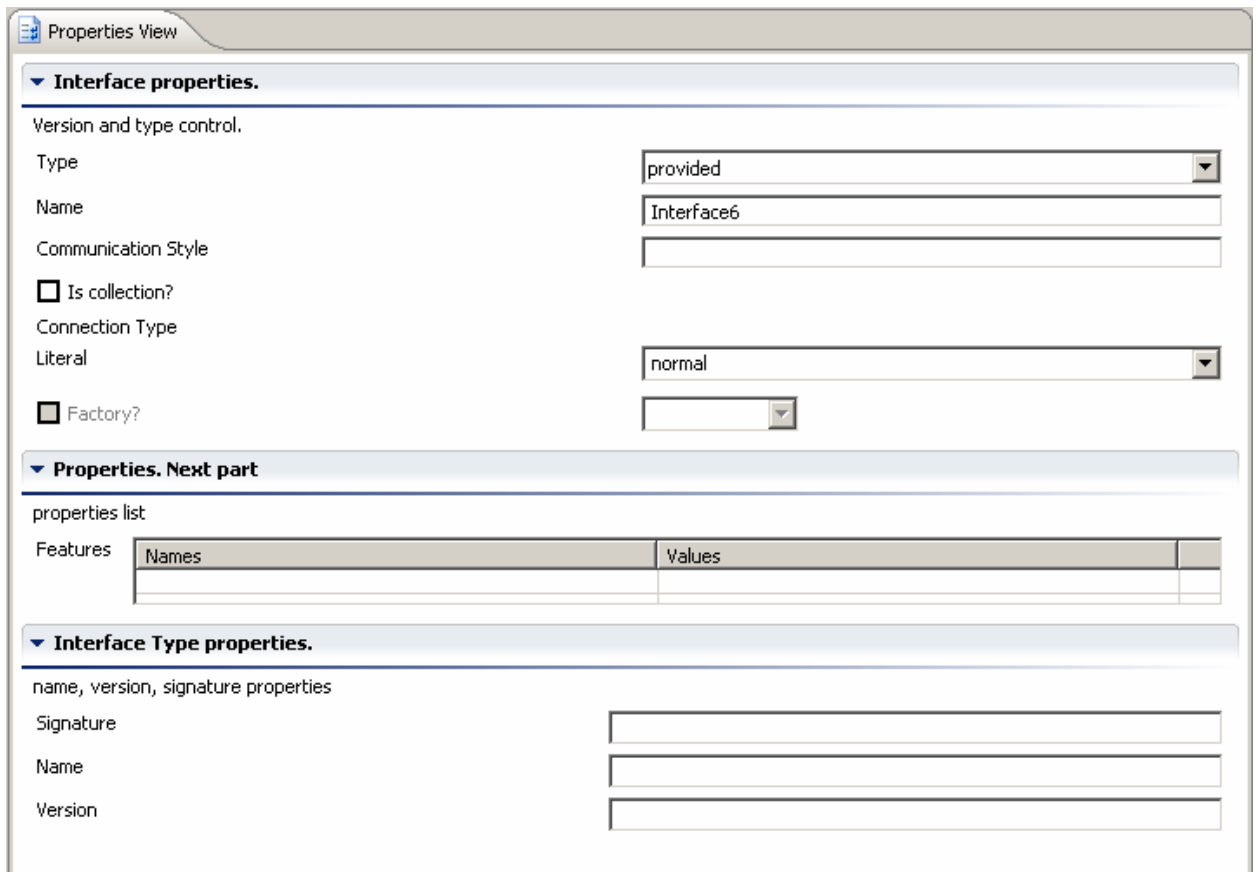 Properties View
Interface properties.
Version and type control.
Type provided
Name Interface6
Communication Style
Is collection?
Connection Type
Literal normal
Factory?
Properties. Next part
properties list
Features Names Values
Interface Type properties.
name, version, signature properties
Signature
Name
Version